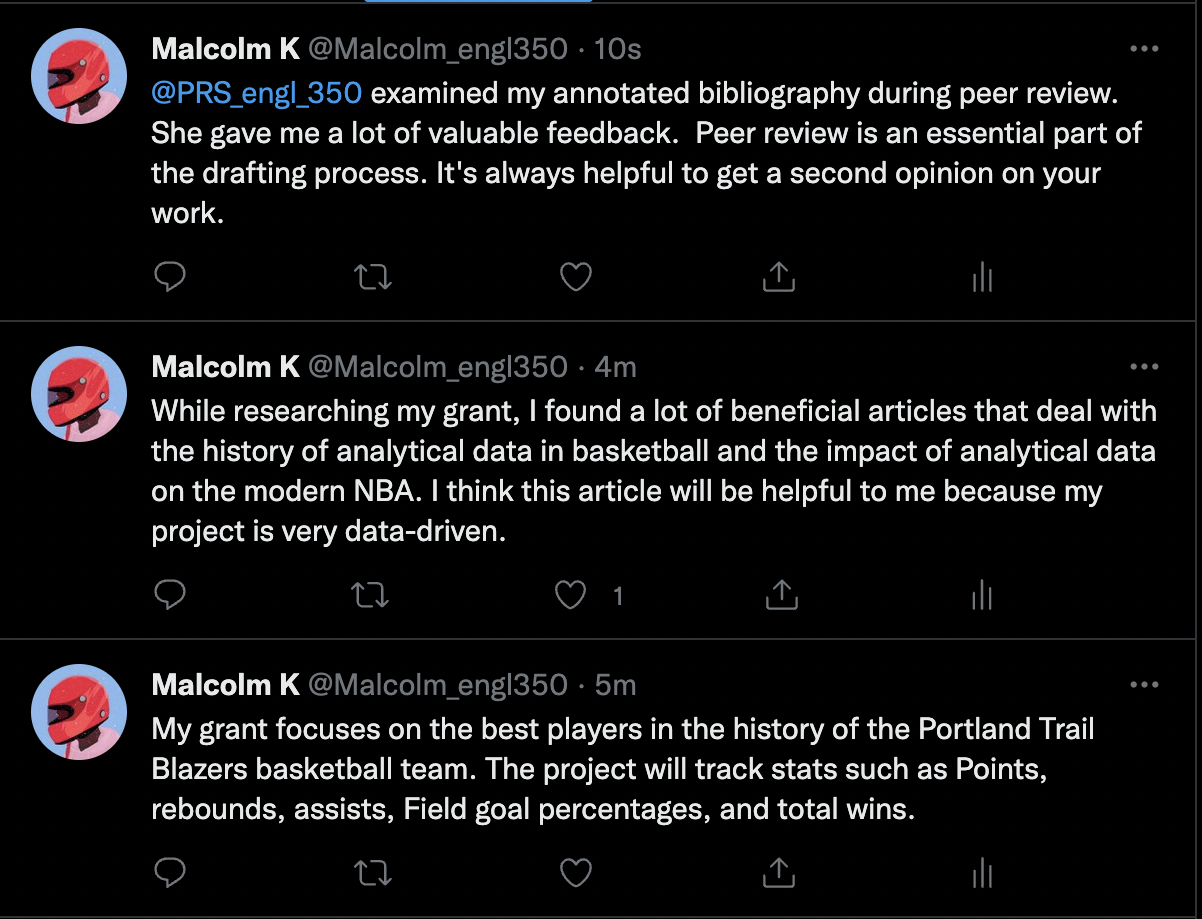 Malcolm K @Malcolm_engl350 · 10s
@PRS_engl_350 examined my annotated bibliography during peer review.
She gave me a lot of valuable feedback.  Peer review is an essential part of
the drafting process. It's always helpful to get a second opinion on your
work.
Malcolm K @Malcolm_engl350 · 4m
While researching my grant, I found a lot of beneficial articles that deal with
the history of analytical data in basketball and the impact of analytical data
on the modern NBA. I think this article will be helpful to me because my
project is very data-driven.
1
Malcolm K @Malcolm_engl350 · 5m
My grant focuses on the best players in the history of the Portland Trail
Blazers basketball team. The project will track stats such as Points,
rebounds, assists, Field goal percentages, and total wins.